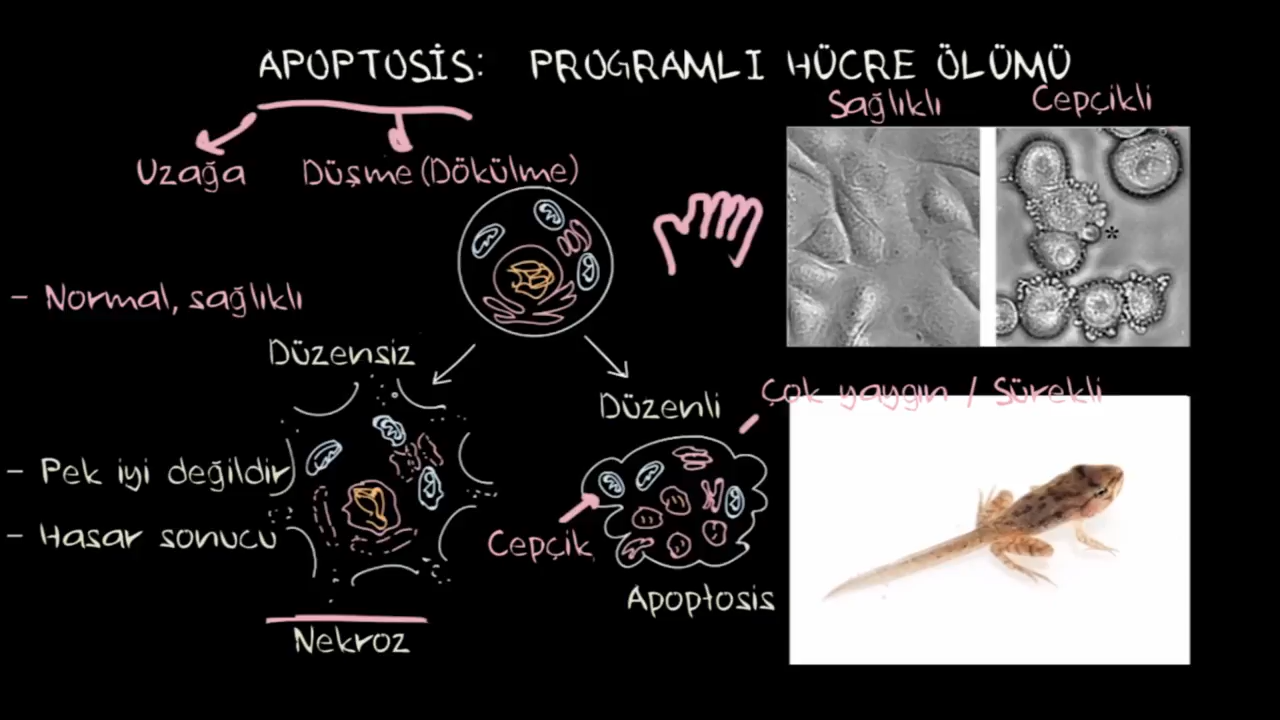 APOPTOSİS: PROGRAMLI HÜCRE ÖLÜMÜ
Sağlıklı
Cepçikli
Uzağa
Düşme (Dökülme)
- Normal, sağlıklı
Düzensiz
Düzenli
Çok yaygın / Sürekli
- Pek iyi değildir
- Hasar sonucu
Cepçik
Apoptosis
Nekroz
*